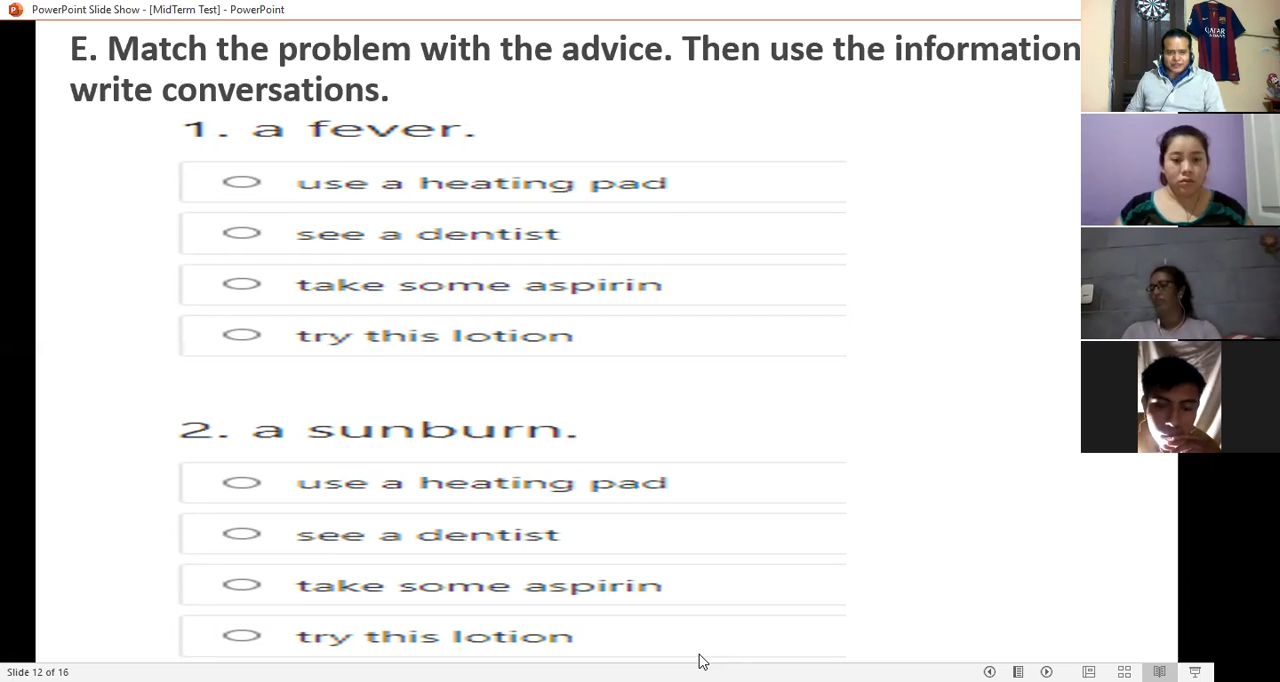 PowerPoint Slide Show - [MidTerm Test] - PowerPoint
E. Match the problem with the advice. Then use the information
write conversations.
1. a fever.
use a heating pad
see a dentist
take some aspirin
try this lotion
2. a sunburn.
use a heating pad
see a dentist
take some aspirin
try this lotion
Slide 12 of 16
QATAR